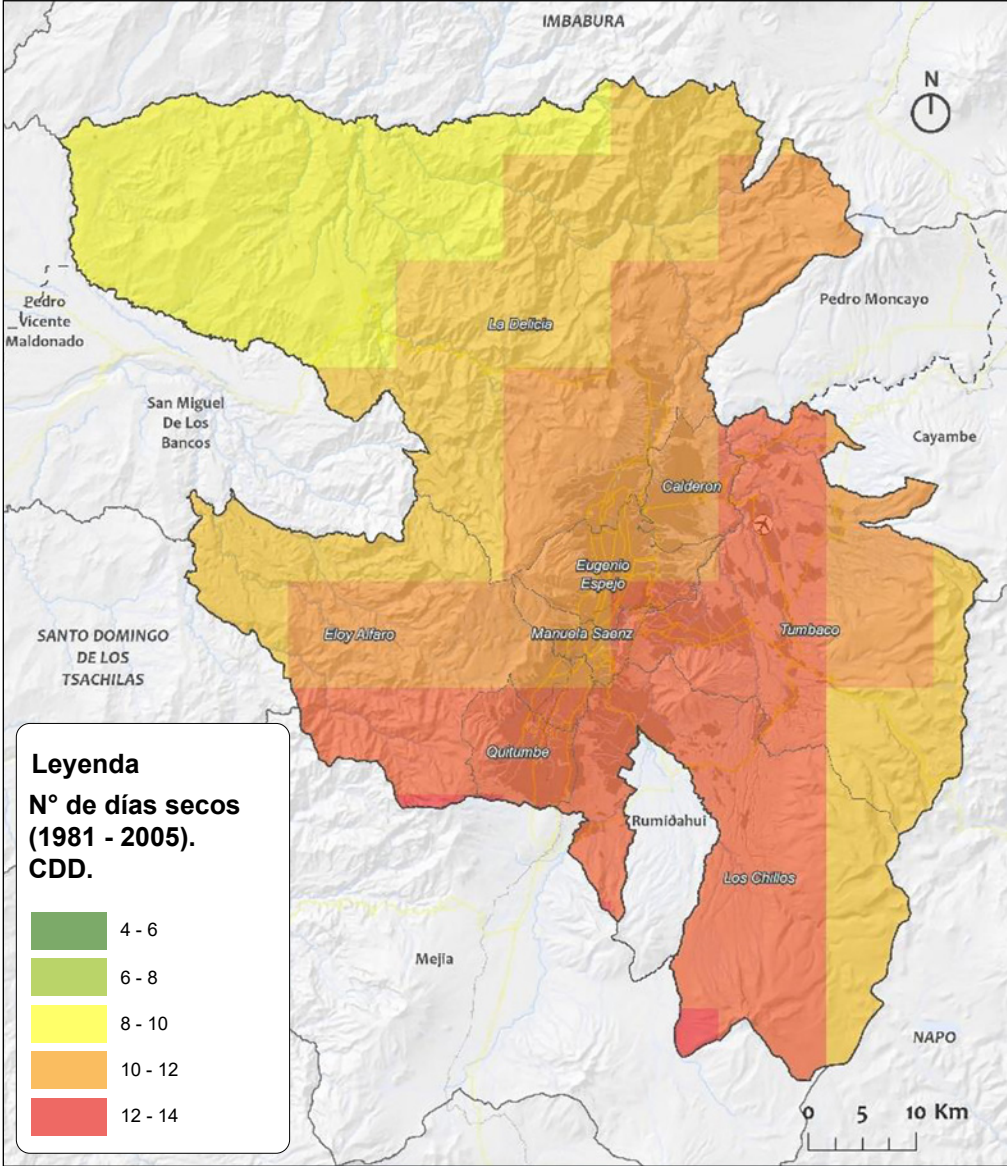 IMBABURA
N
Pedro
Vicente
Maldonado
Pedro Moncayo
La Delicia
San Miguel
De Los
Bancos
Cayambe
Calderon
Eugenio
Espejo
SANTO DOMINGO
DE LOS
TSACHILAS
Eloy Alfaro
Manuela Saenz
Tumbaco
Quitumbe
Rumiñahui
Los Chillos
Mejía
NAPO
Leyenda
N° de días secos
(1981 - 2005).
CDD.
4 - 6
6 - 8
8 - 10
10 - 12
12 - 14
0 5 10 Km